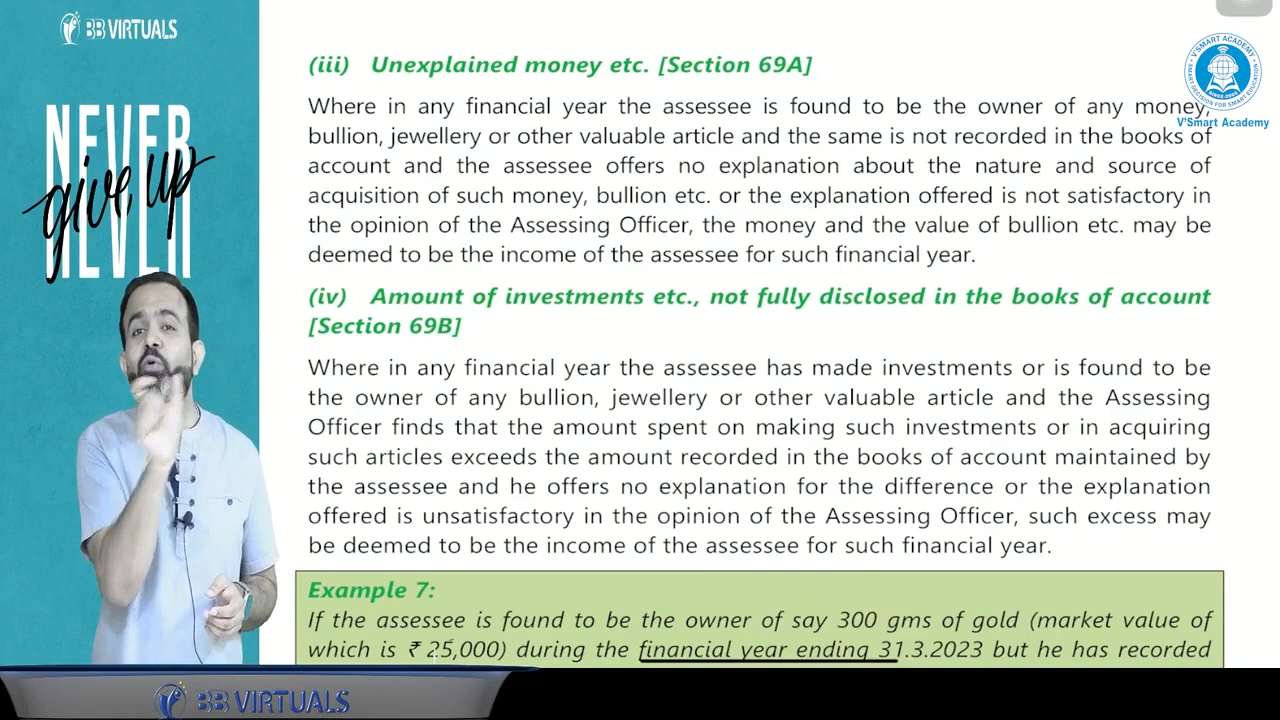 BB VIRTUALS
NEVER
give up
NEVER
V'SMART ACADEMY
SMART DECISION FOR SMART EDUCATION
V'Smart Academy
(iii) Unexplained money etc. [Section 69A]
Where in any financial year the assessee is found to be the owner of any money,
bullion, jewellery or other valuable article and the same is not recorded in the books of
account and the assessee offers no explanation about the nature and source of
acquisition of such money, bullion etc. or the explanation offered is not satisfactory in
the opinion of the Assessing Officer, the money and the value of bullion etc. may be
deemed to be the income of the assessee for such financial year.
(iv) Amount of investments etc., not fully disclosed in the books of account
[Section 69B]
Where in any financial year the assessee has made investments or is found to be
the owner of any bullion, jewellery or other valuable article and the Assessing
Officer finds that the amount spent on making such investments or in acquiring
such articles exceeds the amount recorded in the books of account maintained by
the assessee and he offers no explanation for the difference or the explanation
offered is unsatisfactory in the opinion of the Assessing Officer, such excess may
be deemed to be the income of the assessee for such financial year.
Example 7:
If the assessee is found to be the owner of say 300 gms of gold (market value of
which is ₹ 25,000) during the financial year ending 31.3.2023 but he has recorded
BB VIRTUALS